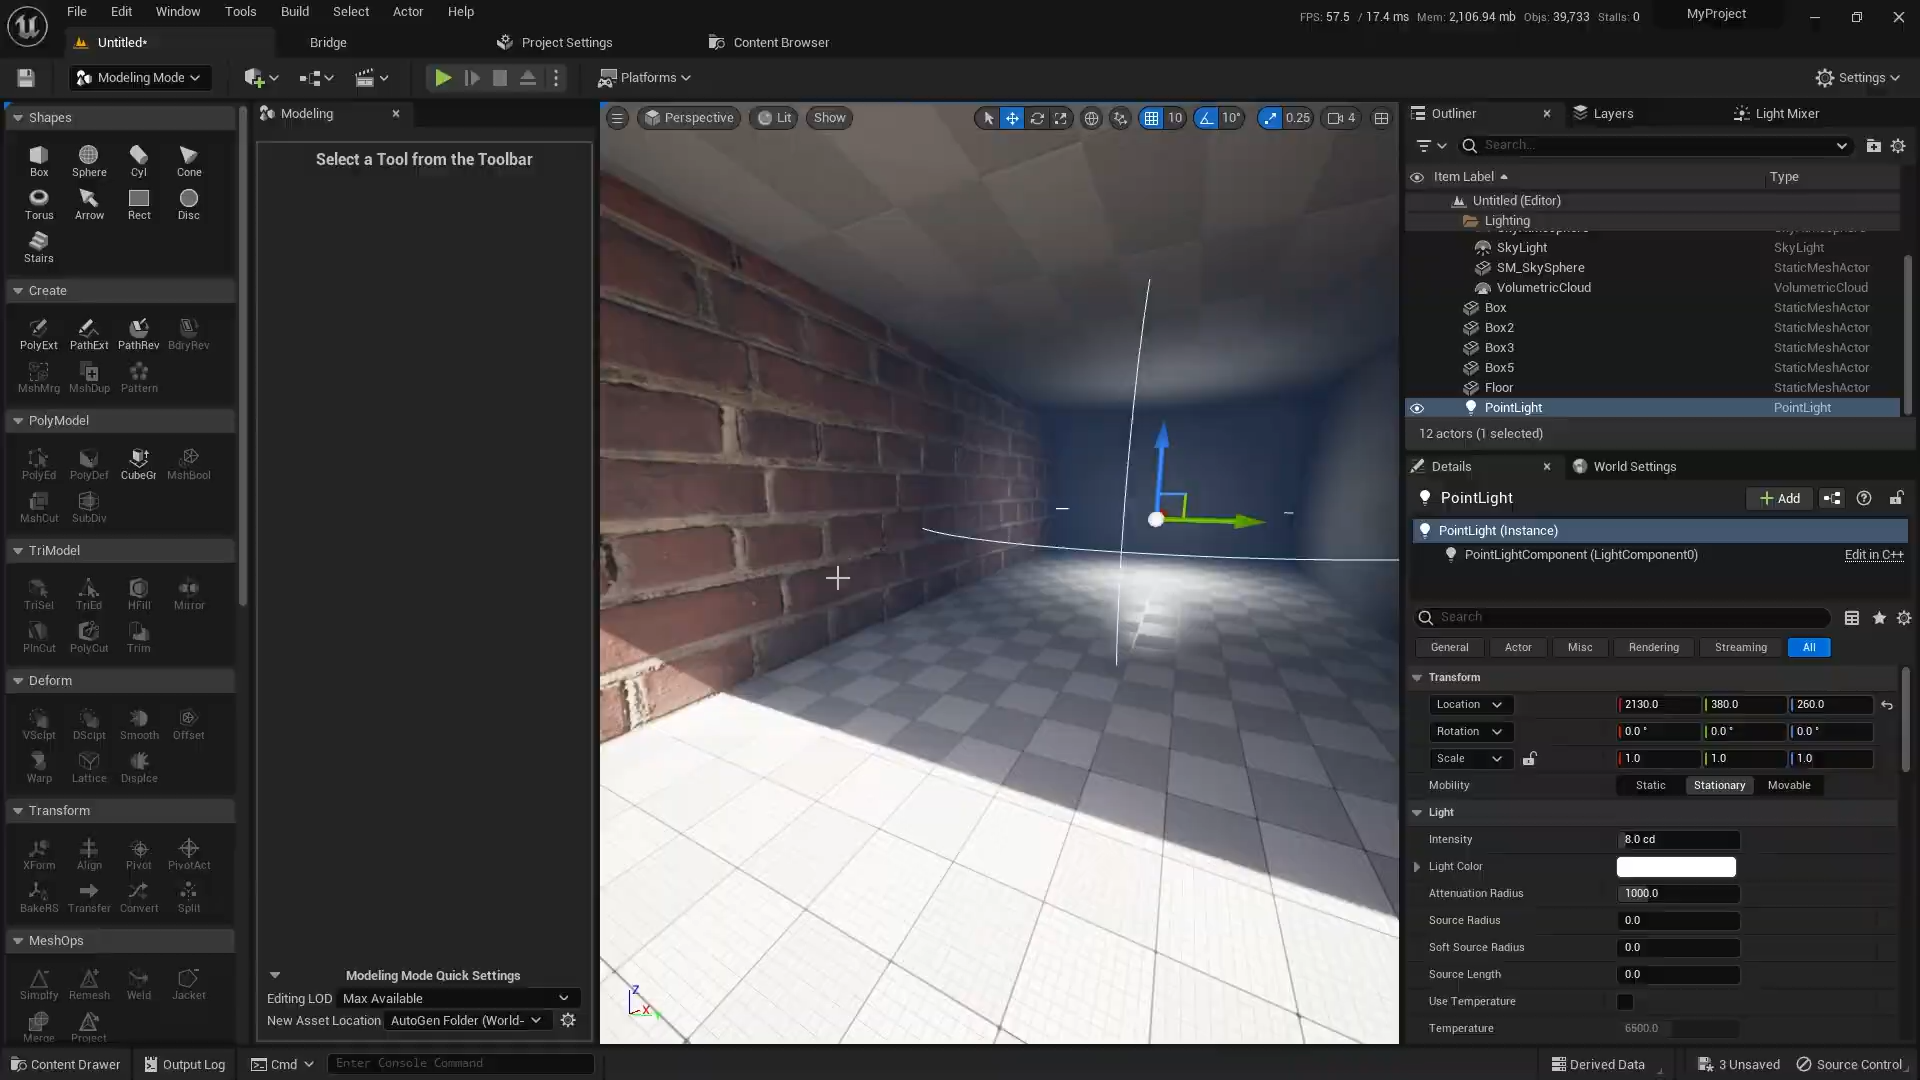 File Edit Window Tools Build Select Actor Help
FPS: 57.5 / 17.4 ms Mem: 2,106.94 mb Objs: 39,733 Stalls: 0
MyProject
Untitled* Bridge Project Settings Content Browser
Modeling Mode Platforms Settings
Shapes
Box Sphere Cyl Cone
Torus Arrow Rect Disc
Stairs
Create
PolyExt PathExt PathRev BdryRev
MshMrg MshDup Pattern
PolyModel
PolyEd PolyDef CubeGr MshBool
MshCut SubDiv
TriModel
TriSel TriEd HFill Mirror
PlnCut PolyCut Trim
Deform
VSclpt DSclpt Smooth Offset
Warp Lattice Displce
Transform
XForm Align Pivot PivotAct
BakeRS Transfer Convert Split
MeshOps
Simplfy Remesh Weld Jacket
Merge Project
Modeling
Select a Tool from the Toolbar
Modeling Mode Quick Settings
Editing LOD Max Available
New Asset Location AutoGen Folder (World-
Perspective Lit Show 10 10° 0.25 4
Z
X
Outliner Layers Light Mixer
Search...
Item Label Type
Untitled (Editor)
Lighting
SkyLight SkyLight
SM_SkySphere StaticMeshActor
VolumetricCloud VolumetricCloud
Box StaticMeshActor
Box2 StaticMeshActor
Box3 StaticMeshActor
Box5 StaticMeshActor
Floor StaticMeshActor
PointLight PointLight
12 actors (1 selected)
Details World Settings
PointLight Add
PointLight (Instance)
PointLightComponent (LightComponent0) Edit in C++
Search
General Actor Misc Rendering Streaming All
Transform
Location 2130.0 380.0 260.0
Rotation 0.0 ° 0.0 ° 0.0 °
Scale 1.0 1.0 1.0
Mobility Static Stationary Movable
Light
Intensity 8.0 cd
Light Color
Attenuation Radius 1000.0
Source Radius 0.0
Soft Source Radius 0.0
Source Length 0.0
Use Temperature
Temperature 6500.0
Content Drawer Output Log Cmd Enter Console Command Derived Data 3 Unsaved Source Control